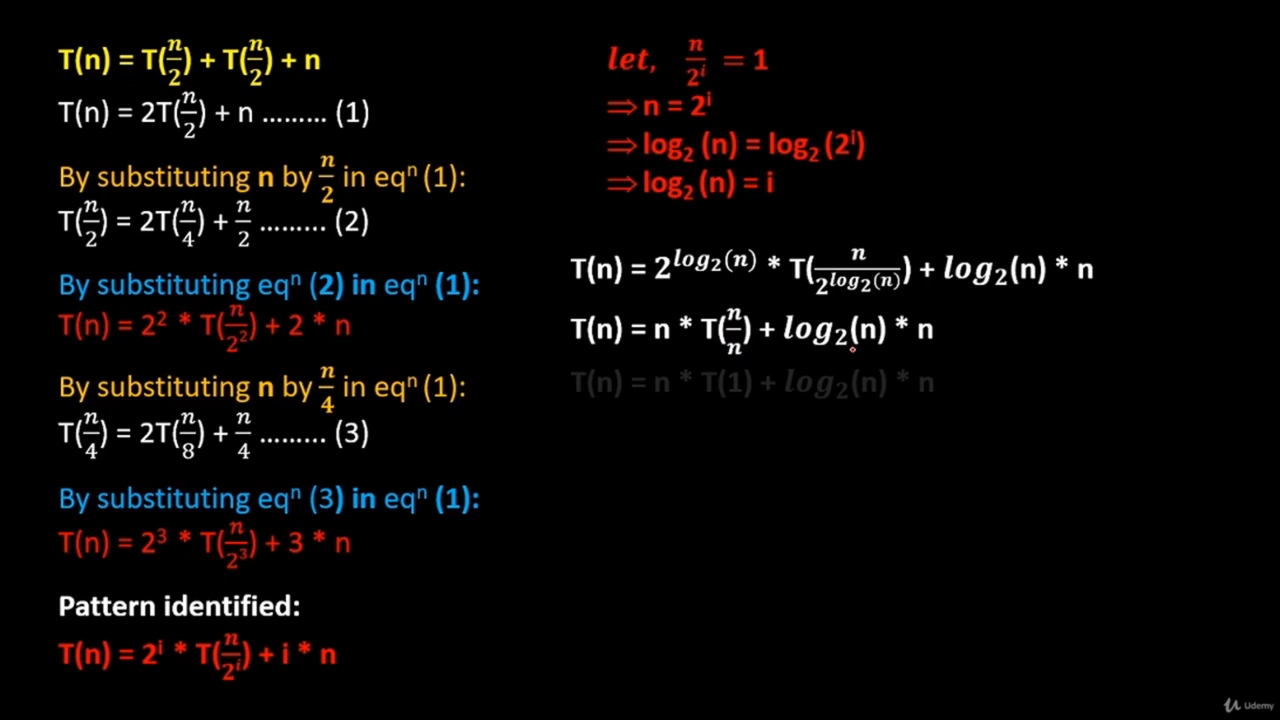 T(n) = T(n/2) + T(n/2) + n
T(n) = 2T(n/2) + n ……… (1)
By substituting n by n/2 in eqⁿ (1):
T(n/2) = 2T(n/4) + n/2 ……… (2)
By substituting eqⁿ (2) in eqⁿ (1):
T(n) = 2² * T(n/2²) + 2 * n
By substituting n by n/4 in eqⁿ (1):
T(n/4) = 2T(n/8) + n/4 ……… (3)
By substituting eqⁿ (3) in eqⁿ (1):
T(n) = 2³ * T(n/2³) + 3 * n
Pattern identified:
T(n) = 2ⁱ * T(n/2ⁱ) + i * n
let, n/2ⁱ = 1
⇒ n = 2ⁱ
⇒ log₂ (n) = log₂ (2ⁱ)
⇒ log₂ (n) = i
T(n) = 2^log₂(n) * T(n/2^log₂(n)) + log₂(n) * n
T(n) = n * T(n/n) + log₂(n) * n
T(n) = n * T(1) + log₂(n) * n
Udemy